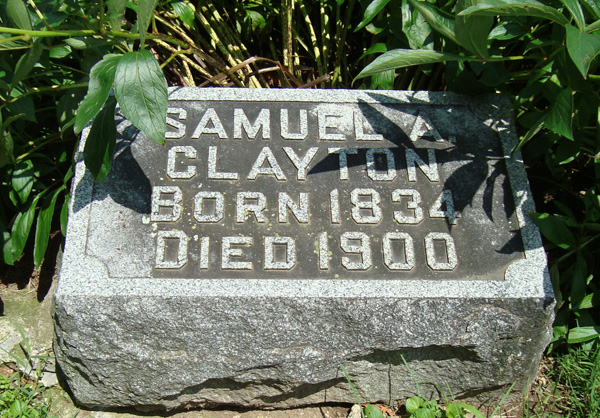 SAMUEL A.
CLAYTON
BORN 1834
DIED 1900